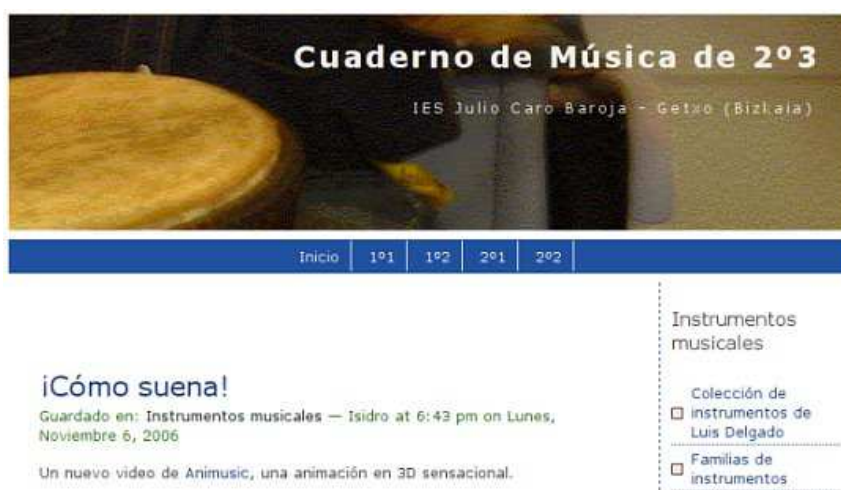 Cuaderno de Música de 2º3
IES Julio Caro Baroja - Getxo (Bizkaia)
Inicio 1º1 1º2 2º1 2º2
¡Cómo suena!
Guardado en: Instrumentos musicales — Isidro at 6:43 pm on Lunes,
Noviembre 6, 2006
Un nuevo video de Animusic, una animación en 3D sensacional.
Instrumentos
musicales
Colección de
instrumentos de
Luis Delgado
Familias de
instrumentos